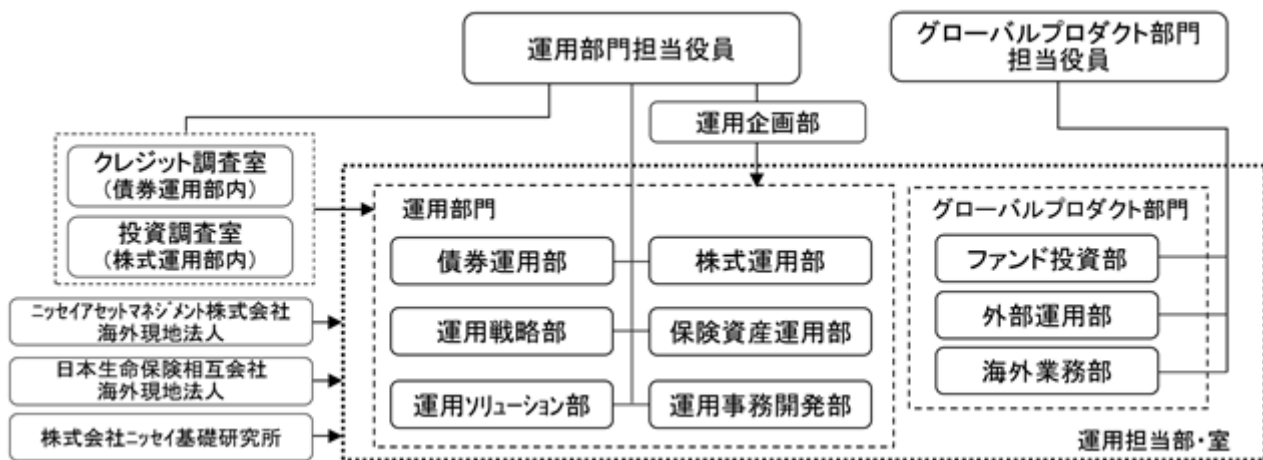 運用部門担当役員
グローバルプロダクト部門
担当役員
運用企画部
クレジット調査室
(債券運用部内)
投資調査室
(株式運用部内)
運用部門
債券運用部
株式運用部
運用戦略部
保険資産運用部
運用ソリューション部
運用事務開発部
グローバルプロダクト部門
ファンド投資部
外部運用部
海外業務部
ニッセイアセットマネジメント株式会社
海外現地法人
日本生命保険相互会社
海外現地法人
株式会社ニッセイ基礎研究所
運用担当部・室